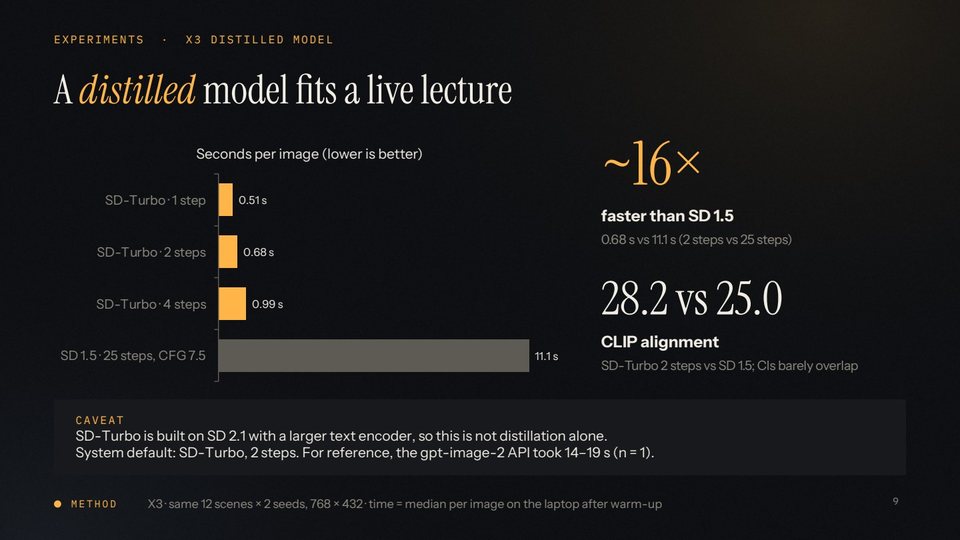 EXPERIMENTS · X3 DISTILLED MODEL
A distilled model fits a live lecture
Seconds per image (lower is better)
SD-Turbo · 1 step 0.51 s
SD-Turbo · 2 steps 0.68 s
SD-Turbo · 4 steps 0.99 s
SD 1.5 · 25 steps, CFG 7.5 11.1 s
~16×
faster than SD 1.5
0.68 s vs 11.1 s (2 steps vs 25 steps)
28.2 vs 25.0
CLIP alignment
SD-Turbo 2 steps vs SD 1.5; CIs barely overlap
CAVEAT
SD-Turbo is built on SD 2.1 with a larger text encoder, so this is not distillation alone.
System default: SD-Turbo, 2 steps. For reference, the gpt-image-2 API took 14–19 s (n = 1).
METHOD X3 · same 12 scenes × 2 seeds, 768 × 432 · time = median per image on the laptop after warm-up
9